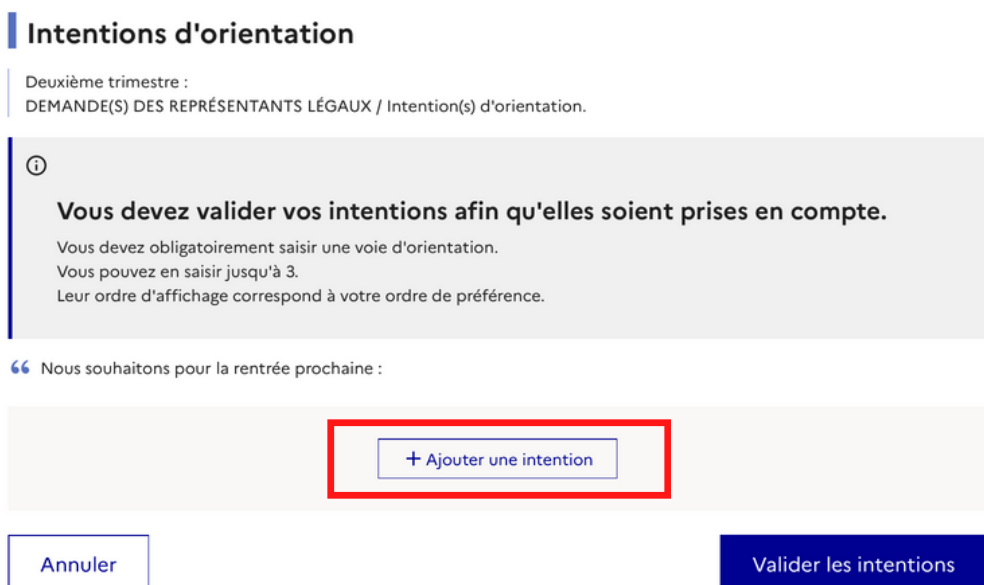 Intentions d'orientation
Deuxième trimestre :
DEMANDE(S) DES REPRÉSENTANTS LÉGAUX / Intention(s) d'orientation.
Vous devez valider vos intentions afin qu'elles soient prises en compte.
Vous devez obligatoirement saisir une voie d'orientation.
Vous pouvez en saisir jusqu'à 3.
Leur ordre d'affichage correspond à votre ordre de préférence.
Nous souhaitons pour la rentrée prochaine :
+ Ajouter une intention
Annuler
Valider les intentions